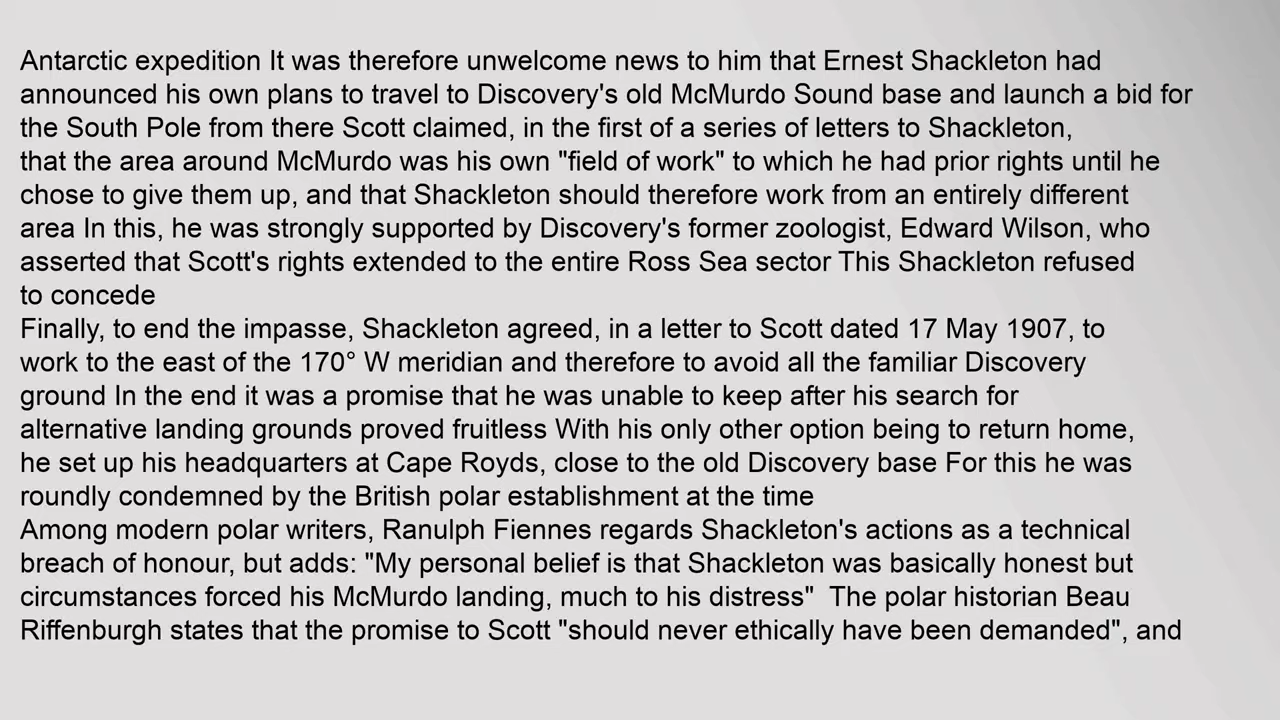 Antarctic expedition It was therefore unwelcome news to him that Ernest Shackleton had
announced his own plans to travel to Discovery's old McMurdo Sound base and launch a bid for
the South Pole from there Scott claimed, in the first of a series of letters to Shackleton,
that the area around McMurdo was his own "field of work" to which he had prior rights until he
chose to give them up, and that Shackleton should therefore work from an entirely different
area In this, he was strongly supported by Discovery's former zoologist, Edward Wilson, who
asserted that Scott's rights extended to the entire Ross Sea sector This Shackleton refused
to concede
Finally, to end the impasse, Shackleton agreed, in a letter to Scott dated 17 May 1907, to
work to the east of the 170° W meridian and therefore to avoid all the familiar Discovery
ground In the end it was a promise that he was unable to keep after his search for
alternative landing grounds proved fruitless With his only other option being to return home,
he set up his headquarters at Cape Royds, close to the old Discovery base For this he was
roundly condemned by the British polar establishment at the time
Among modern polar writers, Ranulph Fiennes regards Shackleton's actions as a technical
breach of honour, but adds: "My personal belief is that Shackleton was basically honest but
circumstances forced his McMurdo landing, much to his distress"  The polar historian Beau
Riffenburgh states that the promise to Scott "should never ethically have been demanded", and